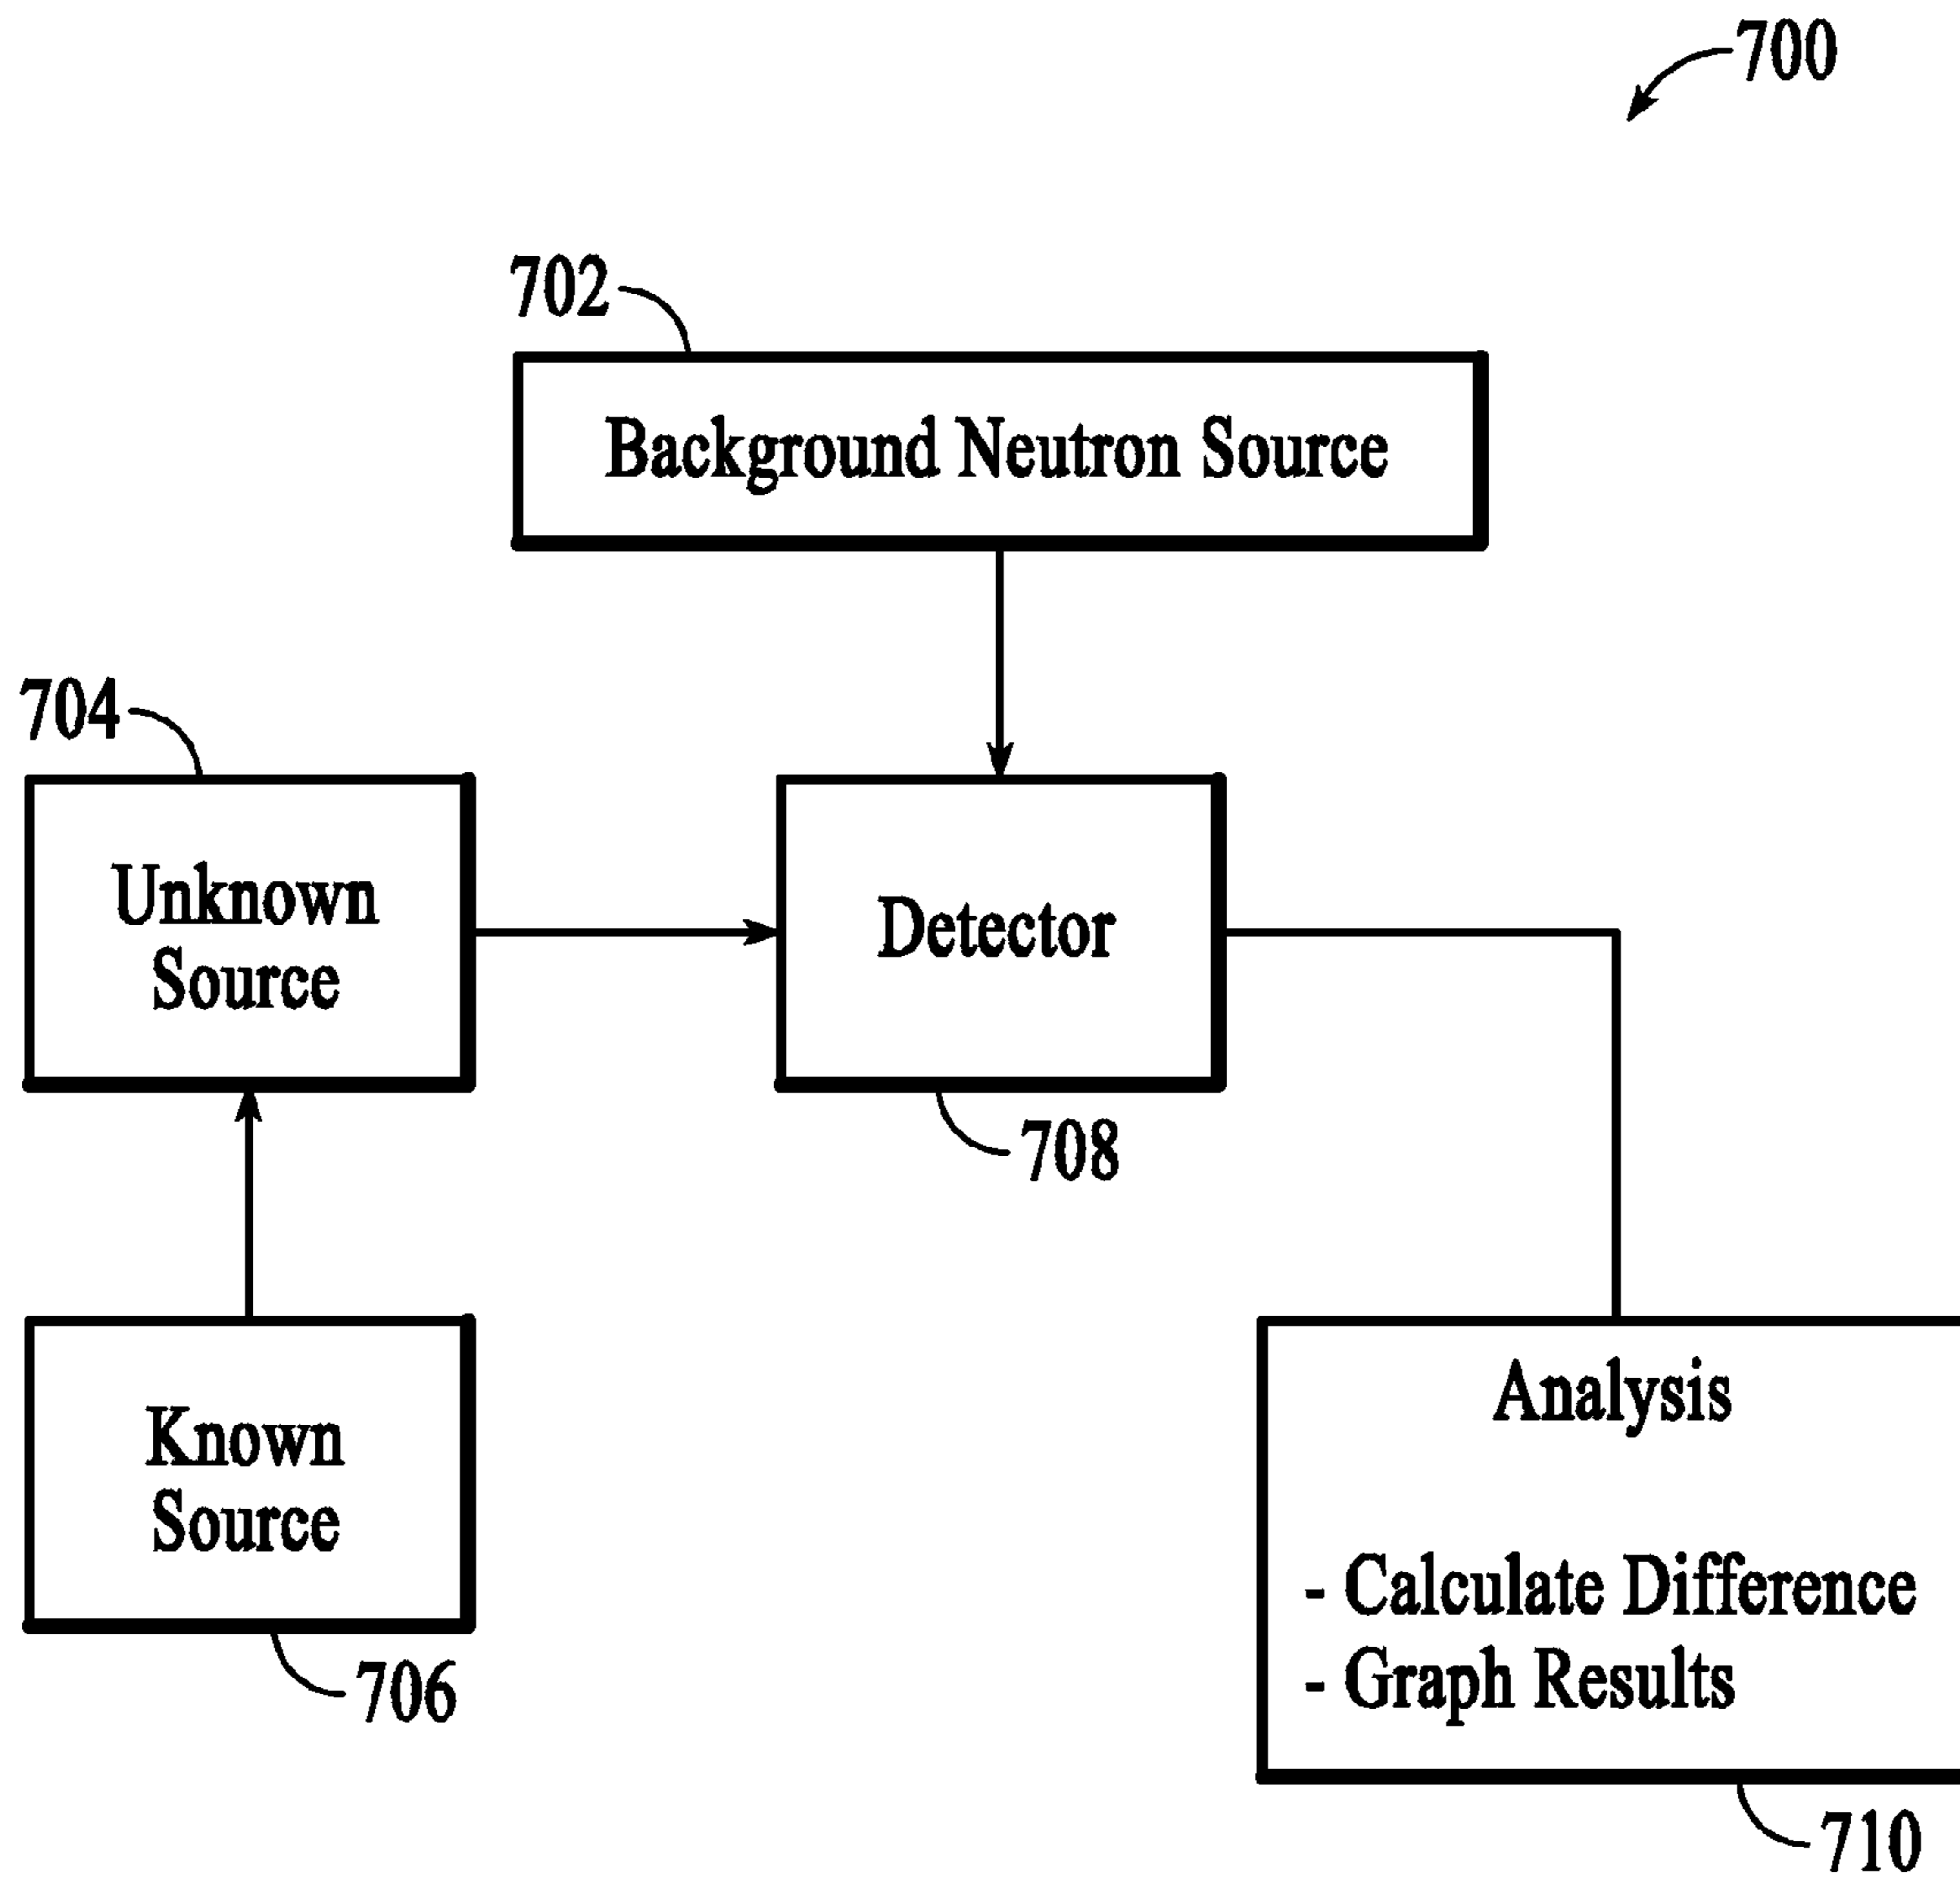 700
702
Background Neutron Source
704
Unknown
Source
Detector
708
Known
Source
706
Analysis
- Calculate Difference
- Graph Results
710